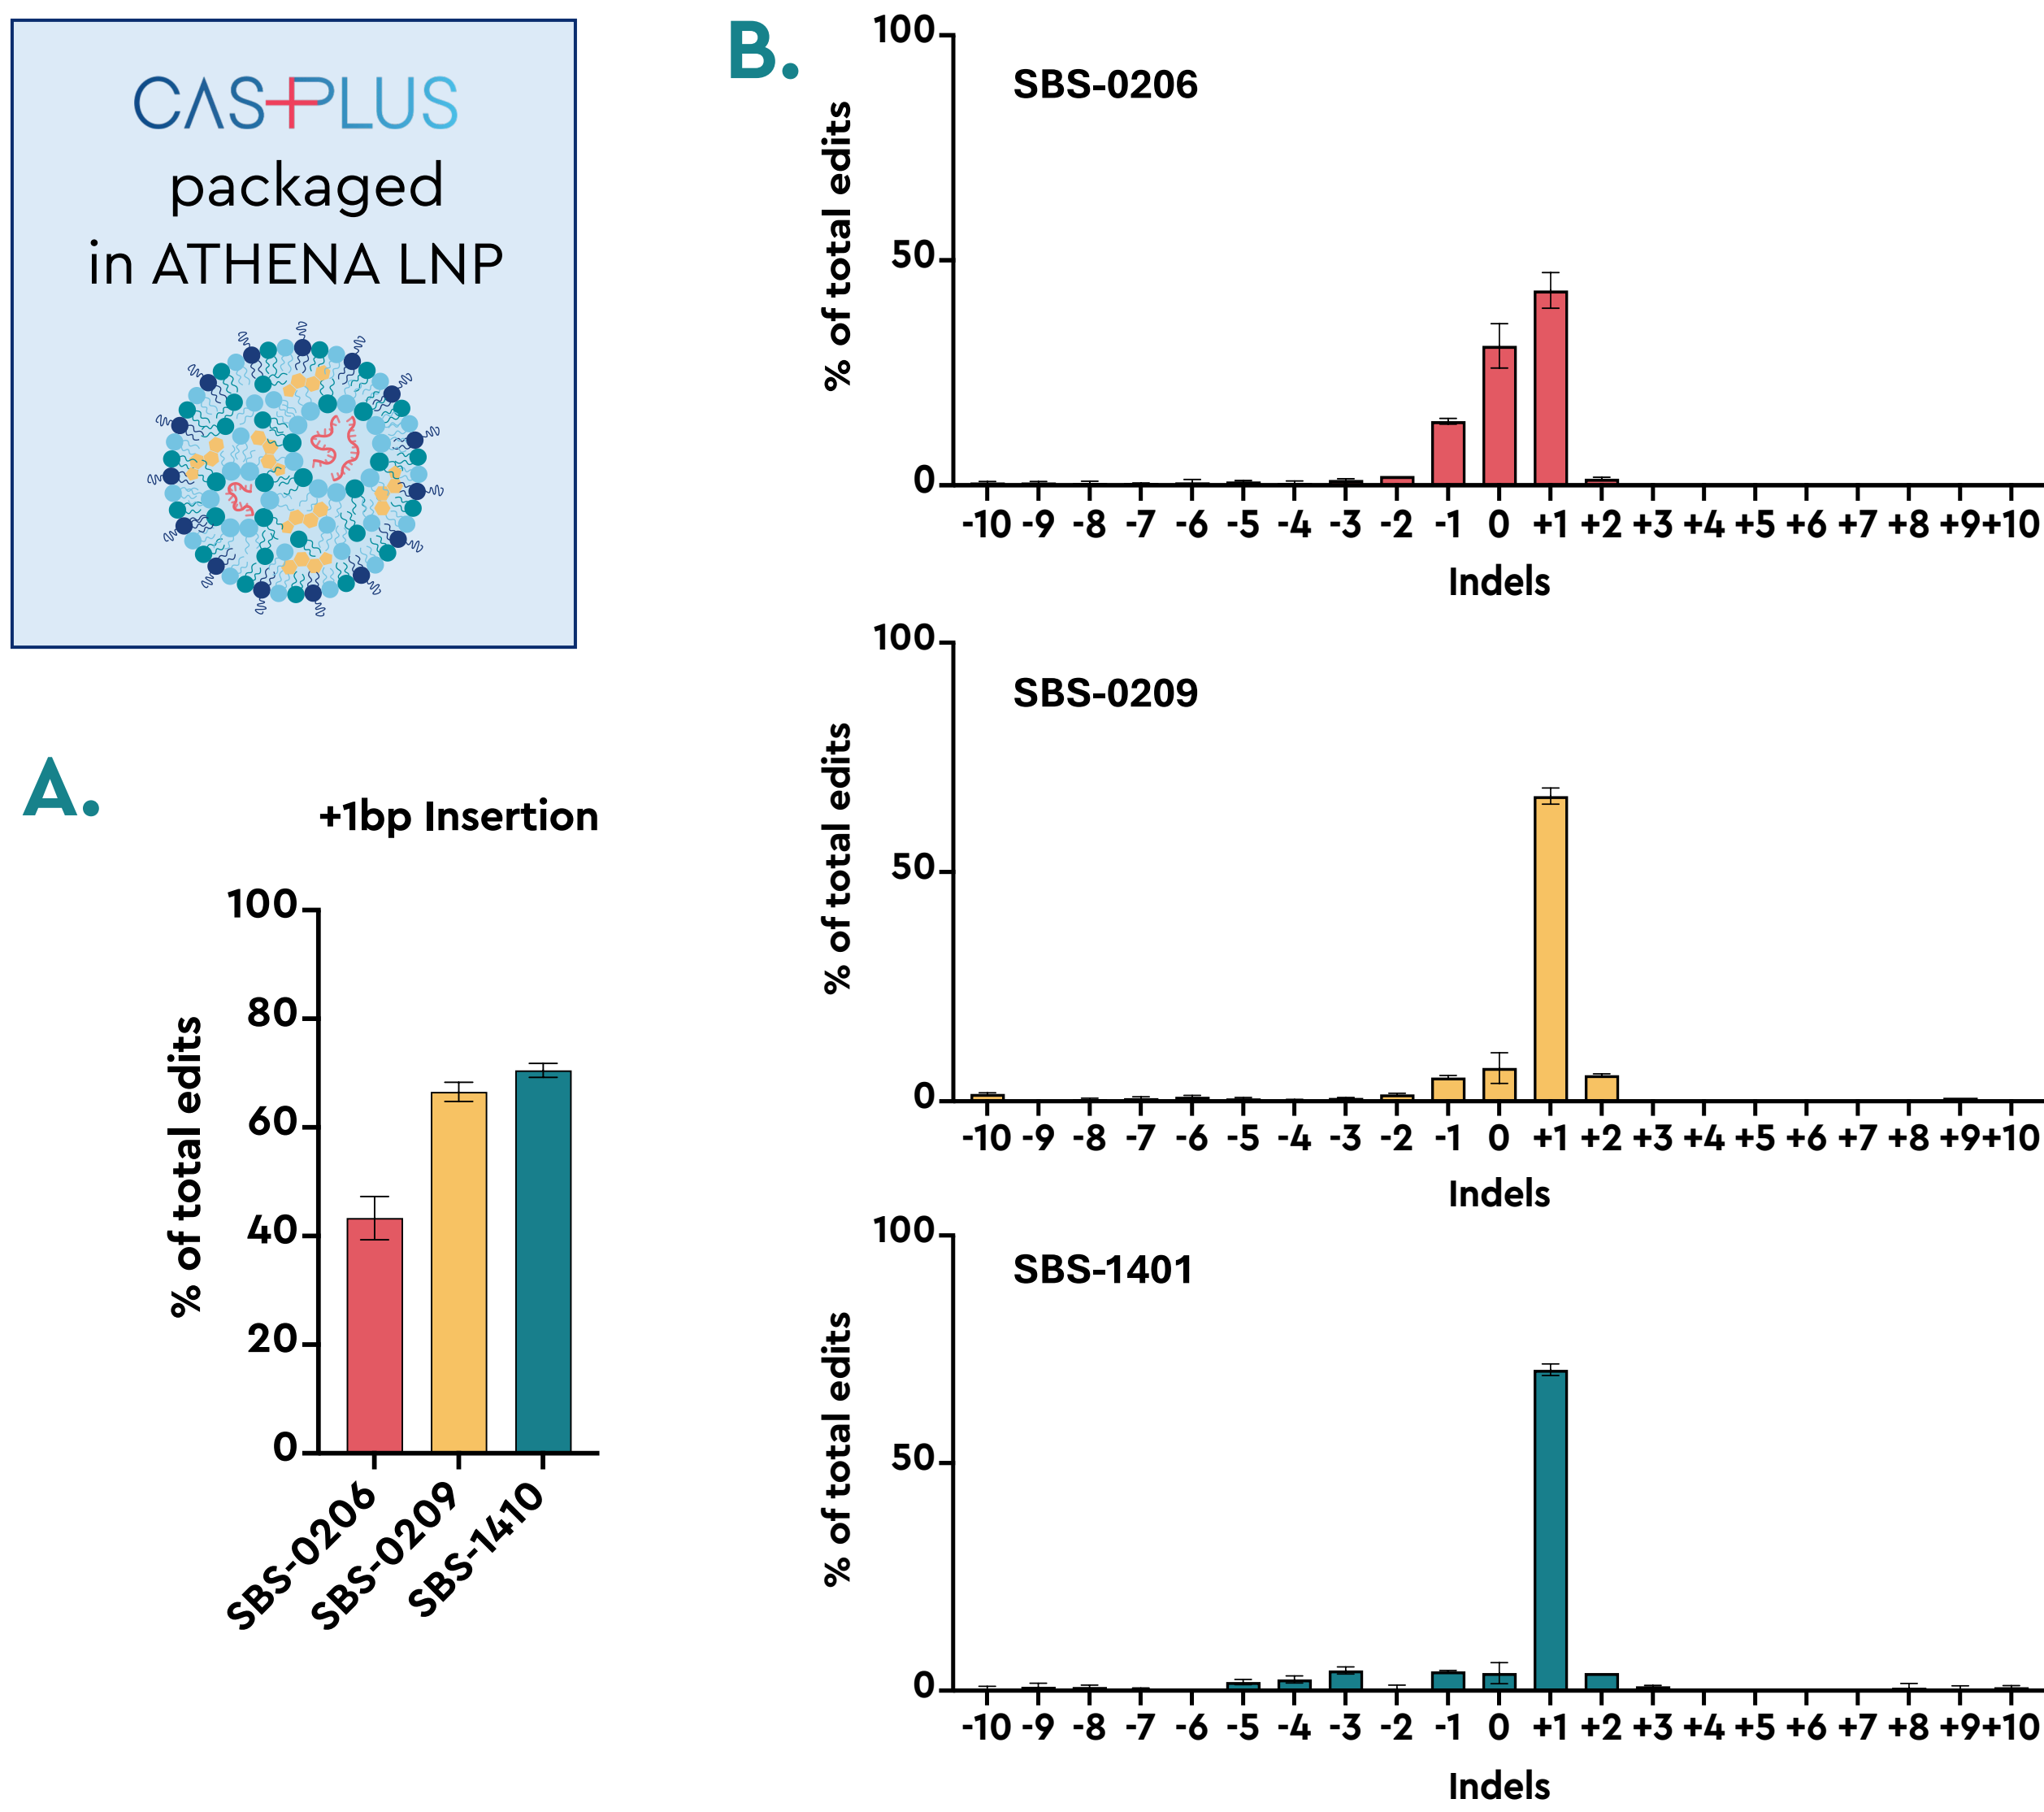 CASPLUS
packaged
in ATHENA LNP
A.
+1bp Insertion
% of total edits
100
80
60
40
20
0
SBS-0206
SBS-0209
SBS-1410
B.
SBS-0206
% of total edits
100
50
0
-10 -9 -8 -7 -6 -5 -4 -3 -2 -1 0 +1 +2 +3 +4 +5 +6 +7 +8 +9 +10
Indels
SBS-0209
% of total edits
100
50
0
-10 -9 -8 -7 -6 -5 -4 -3 -2 -1 0 +1 +2 +3 +4 +5 +6 +7 +8 +9 +10
Indels
SBS-1401
% of total edits
100
50
0
-10 -9 -8 -7 -6 -5 -4 -3 -2 -1 0 +1 +2 +3 +4 +5 +6 +7 +8 +9 +10
Indels